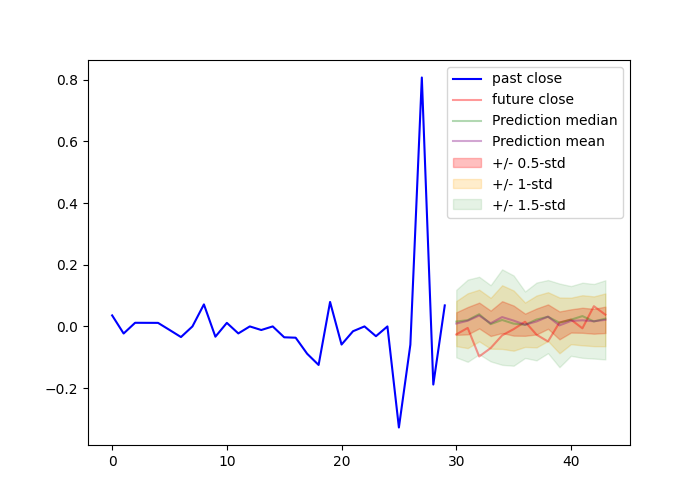 past close
future close
Prediction median
Prediction mean
+/- 0.5-std
+/- 1-std
+/- 1.5-std
0.8
0.6
0.4
0.2
0.0
−0.2
0
10
20
30
40